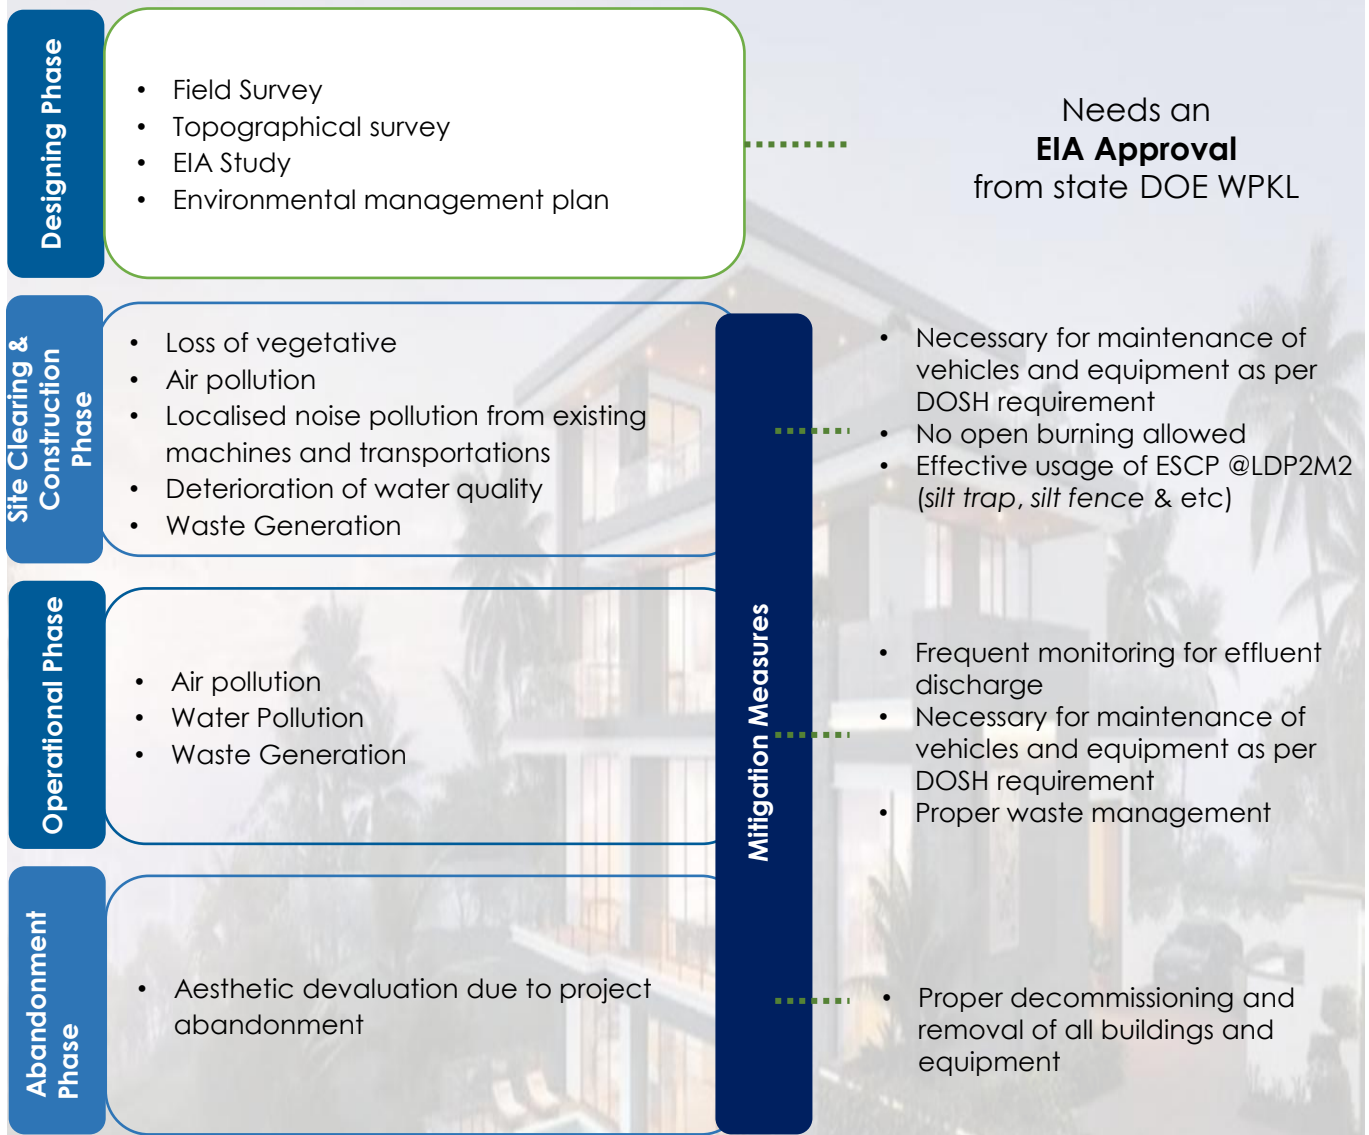 Designing Phase
• Field Survey
• Topographical survey
• EIA Study
• Environmental management plan
Needs an
EIA Approval
from state DOE WPKL
Site Clearing &
Construction
Phase
• Loss of vegetative
• Air pollution
• Localised noise pollution from existing
machines and transportations
• Deterioration of water quality
• Waste Generation
Mitigation Measures
• Necessary for maintenance of
vehicles and equipment as per
DOSH requirement
• No open burning allowed
• Effective usage of ESCP @LDP2M2
(silt trap, silt fence & etc)
Operational Phase
• Air pollution
• Water Pollution
• Waste Generation
• Frequent monitoring for effluent
discharge
• Necessary for maintenance of
vehicles and equipment as per
DOSH requirement
• Proper waste management
Abandonment
Phase
• Aesthetic devaluation due to project
abandonment
• Proper decommissioning and
removal of all buildings and
equipment